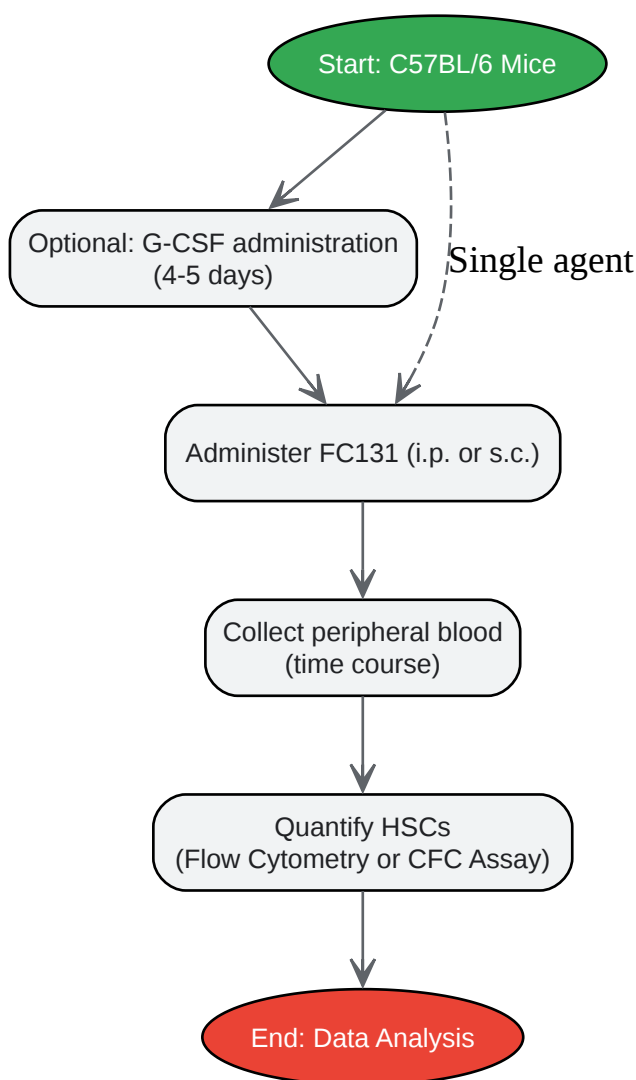 Start: C57BL/6 Mice
Optional: G-CSF administration
(4-5 days)
Single agent
Administer FC131 (i.p. or s.c.)
Collect peripheral blood
(time course)
Quantify HSCs
(Flow Cytometry or CFC Assay)
End: Data Analysis